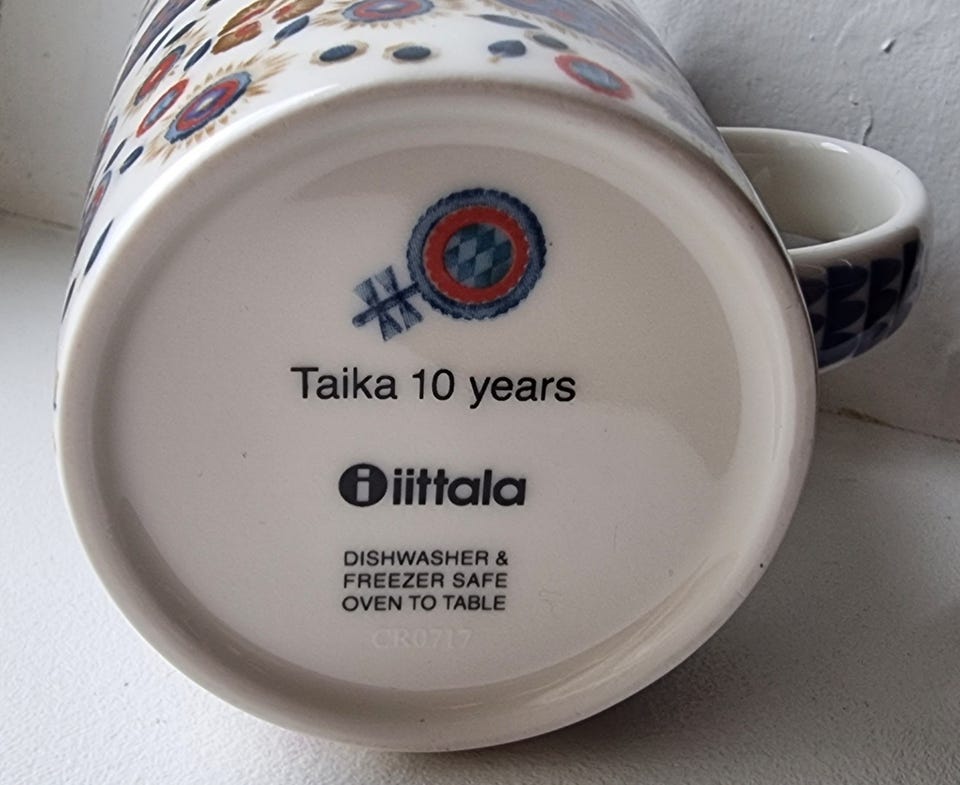 Taika 10 years
iittala
DISHWASHER &
FREEZER SAFE
OVEN TO TABLE
CR0717